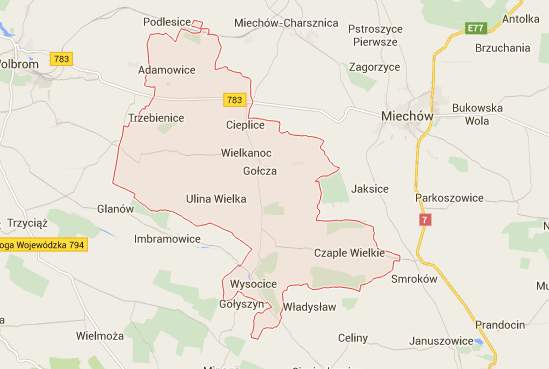 Podlesice
Miechów-Charsznica
Antolka
E77
Pstroszyce
Pierwsze
Brzuchania
783
Volbrom
Adamowice
Zagorzyce
783
Bukowska
Wola
Trzebienice
Cieplice
Miechów
Wielkanoc
Gołcza
Jaksice
Ulina Wielka
Parkoszowice
Glanów
Trzyciąż
7
Imbramowice
oga Wojewódzka 794
Czaple Wielkie
Smroków
Wysocice
Gołyszyn
Władysław
Prandocin
Wielmoża
Celiny
Januszowice